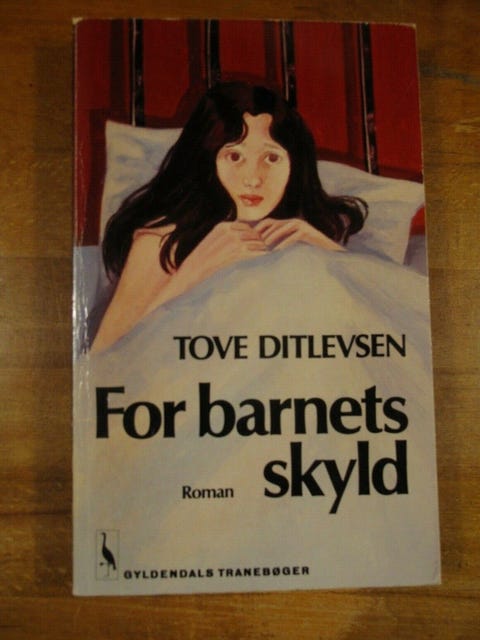 TOVE DITLEVSEN
For barnets
skyld
Roman
GYLDENDALS TRANEBØGER